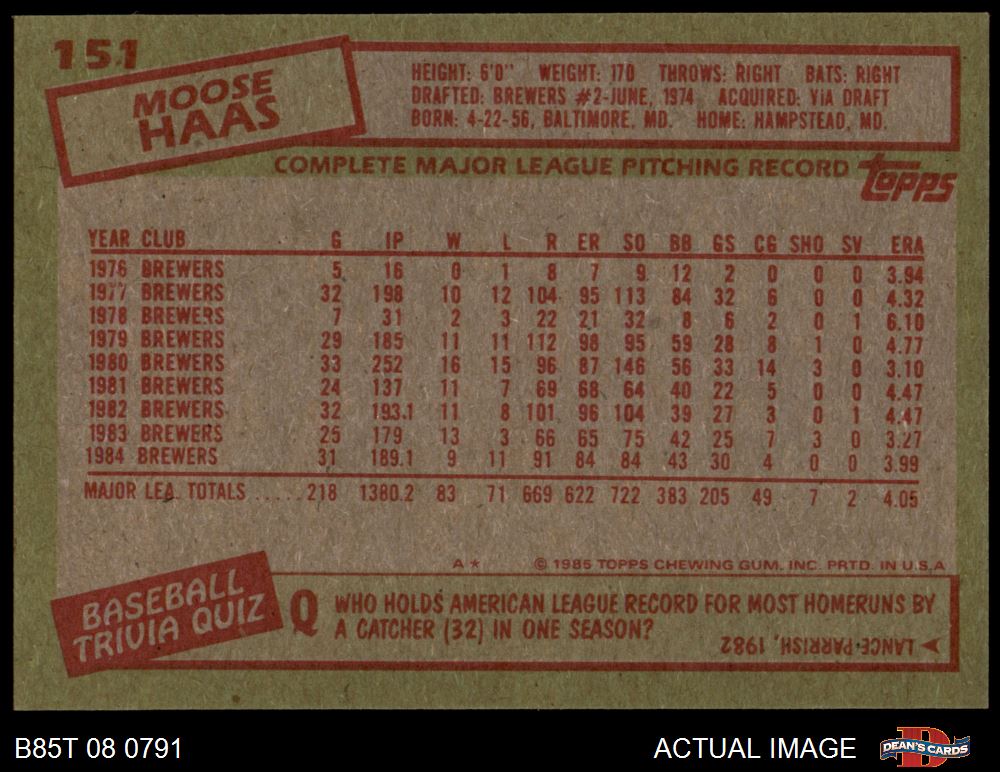 151
MOOSE
HAAS
HEIGHT: 6'0" WEIGHT: 170 THROWS: RIGHT BATS: RIGHT
DRAFTED: BREWERS #2-JUNE, 1974 ACQUIRED: VIA DRAFT
BORN: 4-22-56, BALTIMORE, MD. HOME: HAMPSTEAD, MD.
COMPLETE MAJOR LEAGUE PITCHING RECORD
TOPPS
YEAR CLUB G IP W L R ER SO BB GS CG SHO SV ERA
1976 BREWERS 5 16 0 1 8 7 9 12 2 0 0 0 3.94
1977 BREWERS 32 198 10 12 104 95 113 84 32 6 0 0 4.32
1978 BREWERS 7 31 2 3 22 21 32 8 6 2 0 1 6.10
1979 BREWERS 29 185 11 11 112 98 95 59 28 8 1 0 4.77
1980 BREWERS 33 252 16 15 96 87 146 56 33 14 3 0 3.10
1981 BREWERS 24 137 11 7 69 68 64 40 22 5 0 0 4.47
1982 BREWERS 32 193.1 11 8 101 96 104 39 27 3 0 1 4.47
1983 BREWERS 25 179 13 3 66 65 75 42 25 7 3 0 3.27
1984 BREWERS 31 189.1 9 11 91 84 84 43 30 4 0 0 3.99
MAJOR LEA. TOTALS .....218 1380.2 83 71 669 622 722 383 205 49 7 2 4.05
A* © 1985 TOPPS CHEWING GUM, INC. PRTD. IN U.S.A
BASEBALL
TRIVIA QUIZ
Q WHO HOLDS AMERICAN LEAGUE RECORD FOR MOST HOMERUNS BY
A CATCHER (32) IN ONE SEASON?
LANCE PARRISH, 1982
B85T 08 0791
ACTUAL IMAGE
D
DEAN'S CARDS